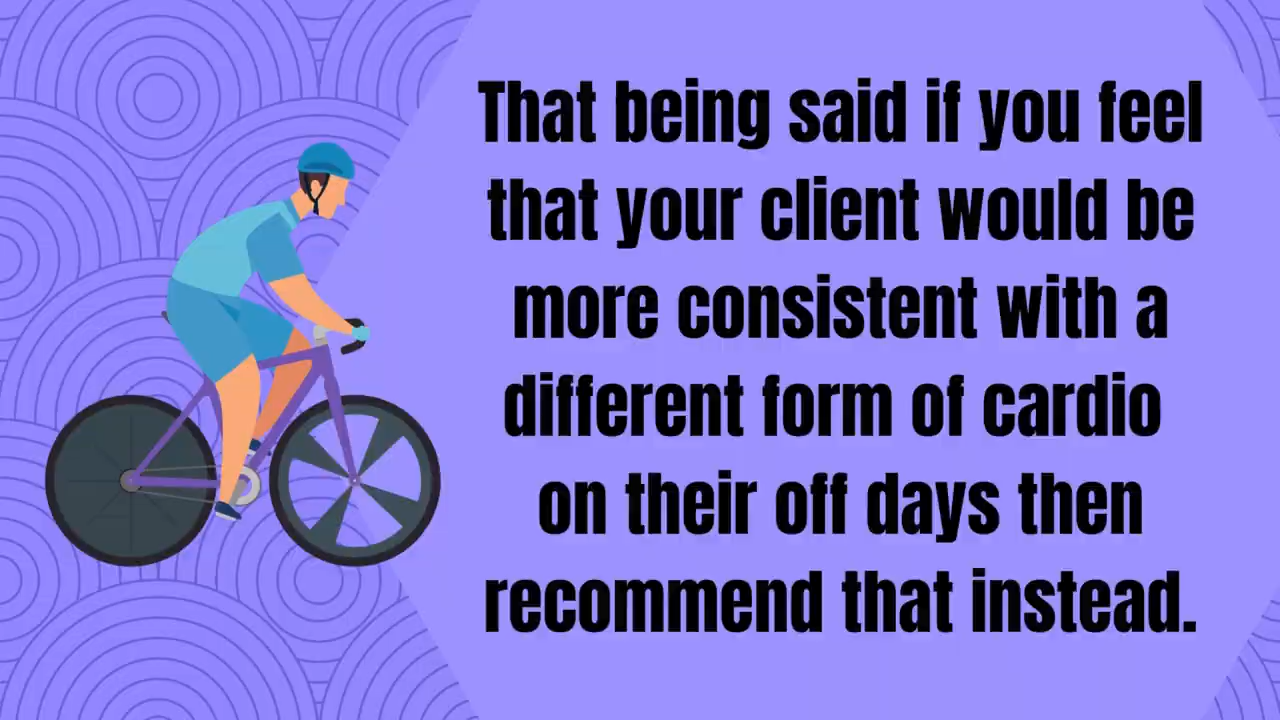 That being said if you feel
that your client would be
more consistent with a
different form of cardio
on their off days then
recommend that instead.